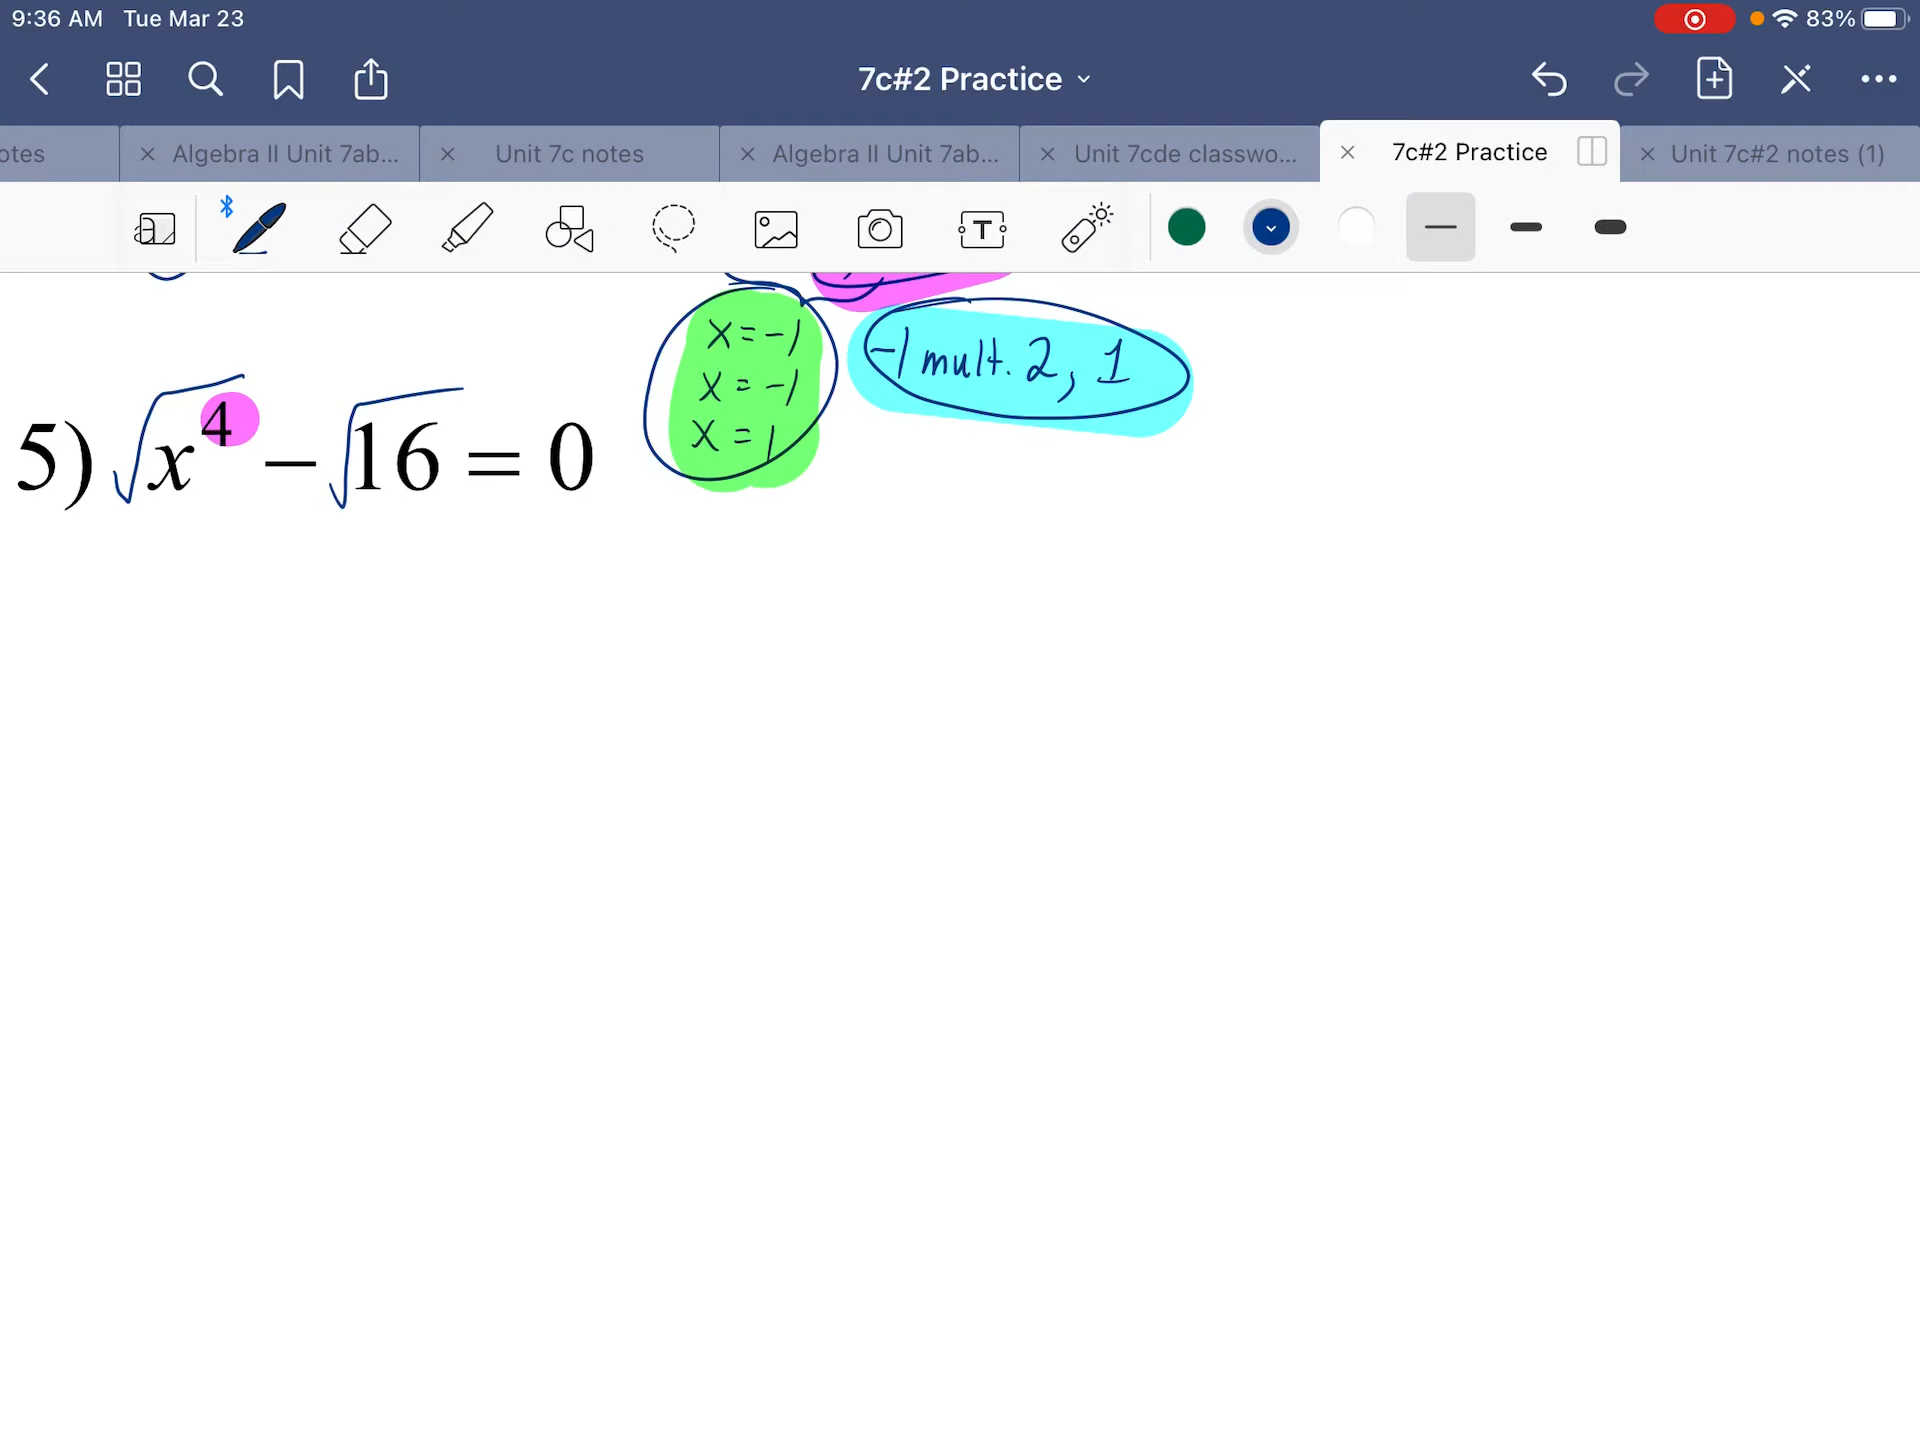 9:36 AM Tue Mar 23
83%
7c#2 Practice
otes
Algebra II Unit 7ab...
Unit 7c notes
Algebra II Unit 7ab...
Unit 7cde classwo...
7c#2 Practice
Unit 7c#2 notes (1)
x = -1
x = -1
x = 1
-1 mult. 2, 1
5) √x⁴ − √16 = 0